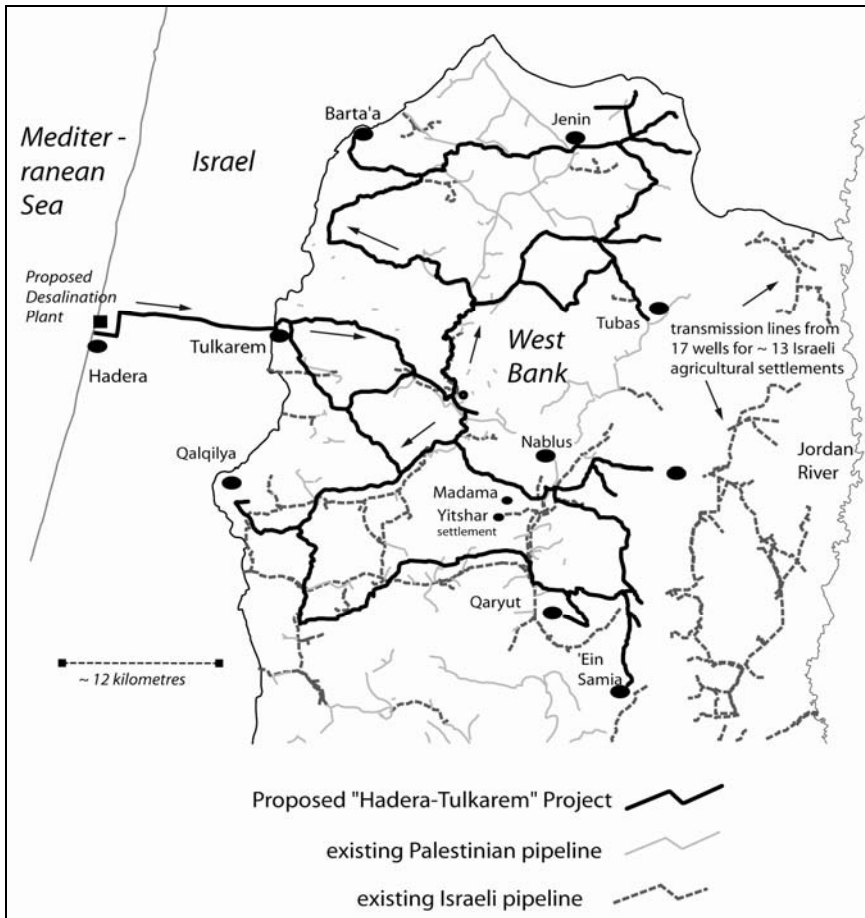 Barta'a
Jenin
Mediter -
ranean
Sea
Israel
Proposed
Desalination
Plant
Hadera
Tulkarem
West
Bank
Tubas
transmission lines from
17 wells for ~ 13 Israeli
agricultural settlements
Qalqilya
Nablus
Jordan
River
Madama
Yitshar
settlement
Qaryut
'Ein
Samia
~ 12 kilometres
Proposed "Hadera-Tulkarem" Project
existing Palestinian pipeline
existing Israeli pipeline